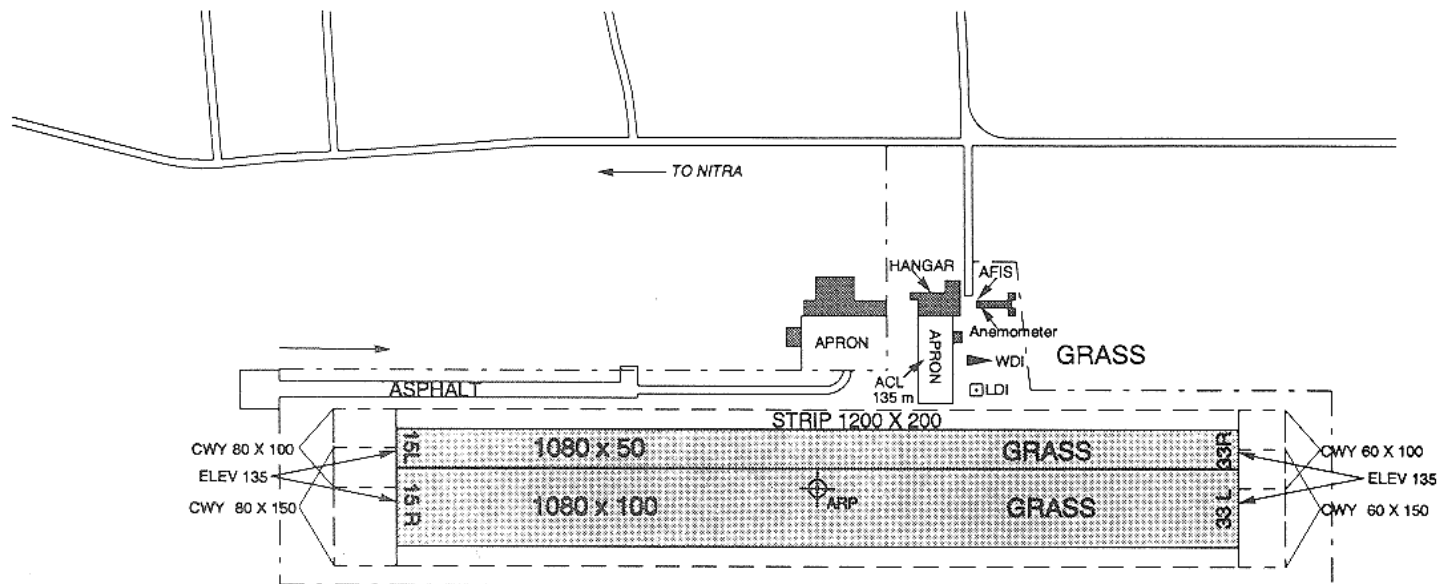 TO NITRA
HANGAR
AFIS
Anemometer
APRON
APRON
WDI
GRASS
ACL
135 m
LDI
ASPHALT
STRIP 1200 X 200
15L
1080 x 50
GRASS
33R
CWY 80 X 100
CWY 60 X 100
ELEV 135
ELEV 135
CWY 80 X 150
CWY 60 X 150
15 R
1080 x 100
ARP
GRASS
33 L